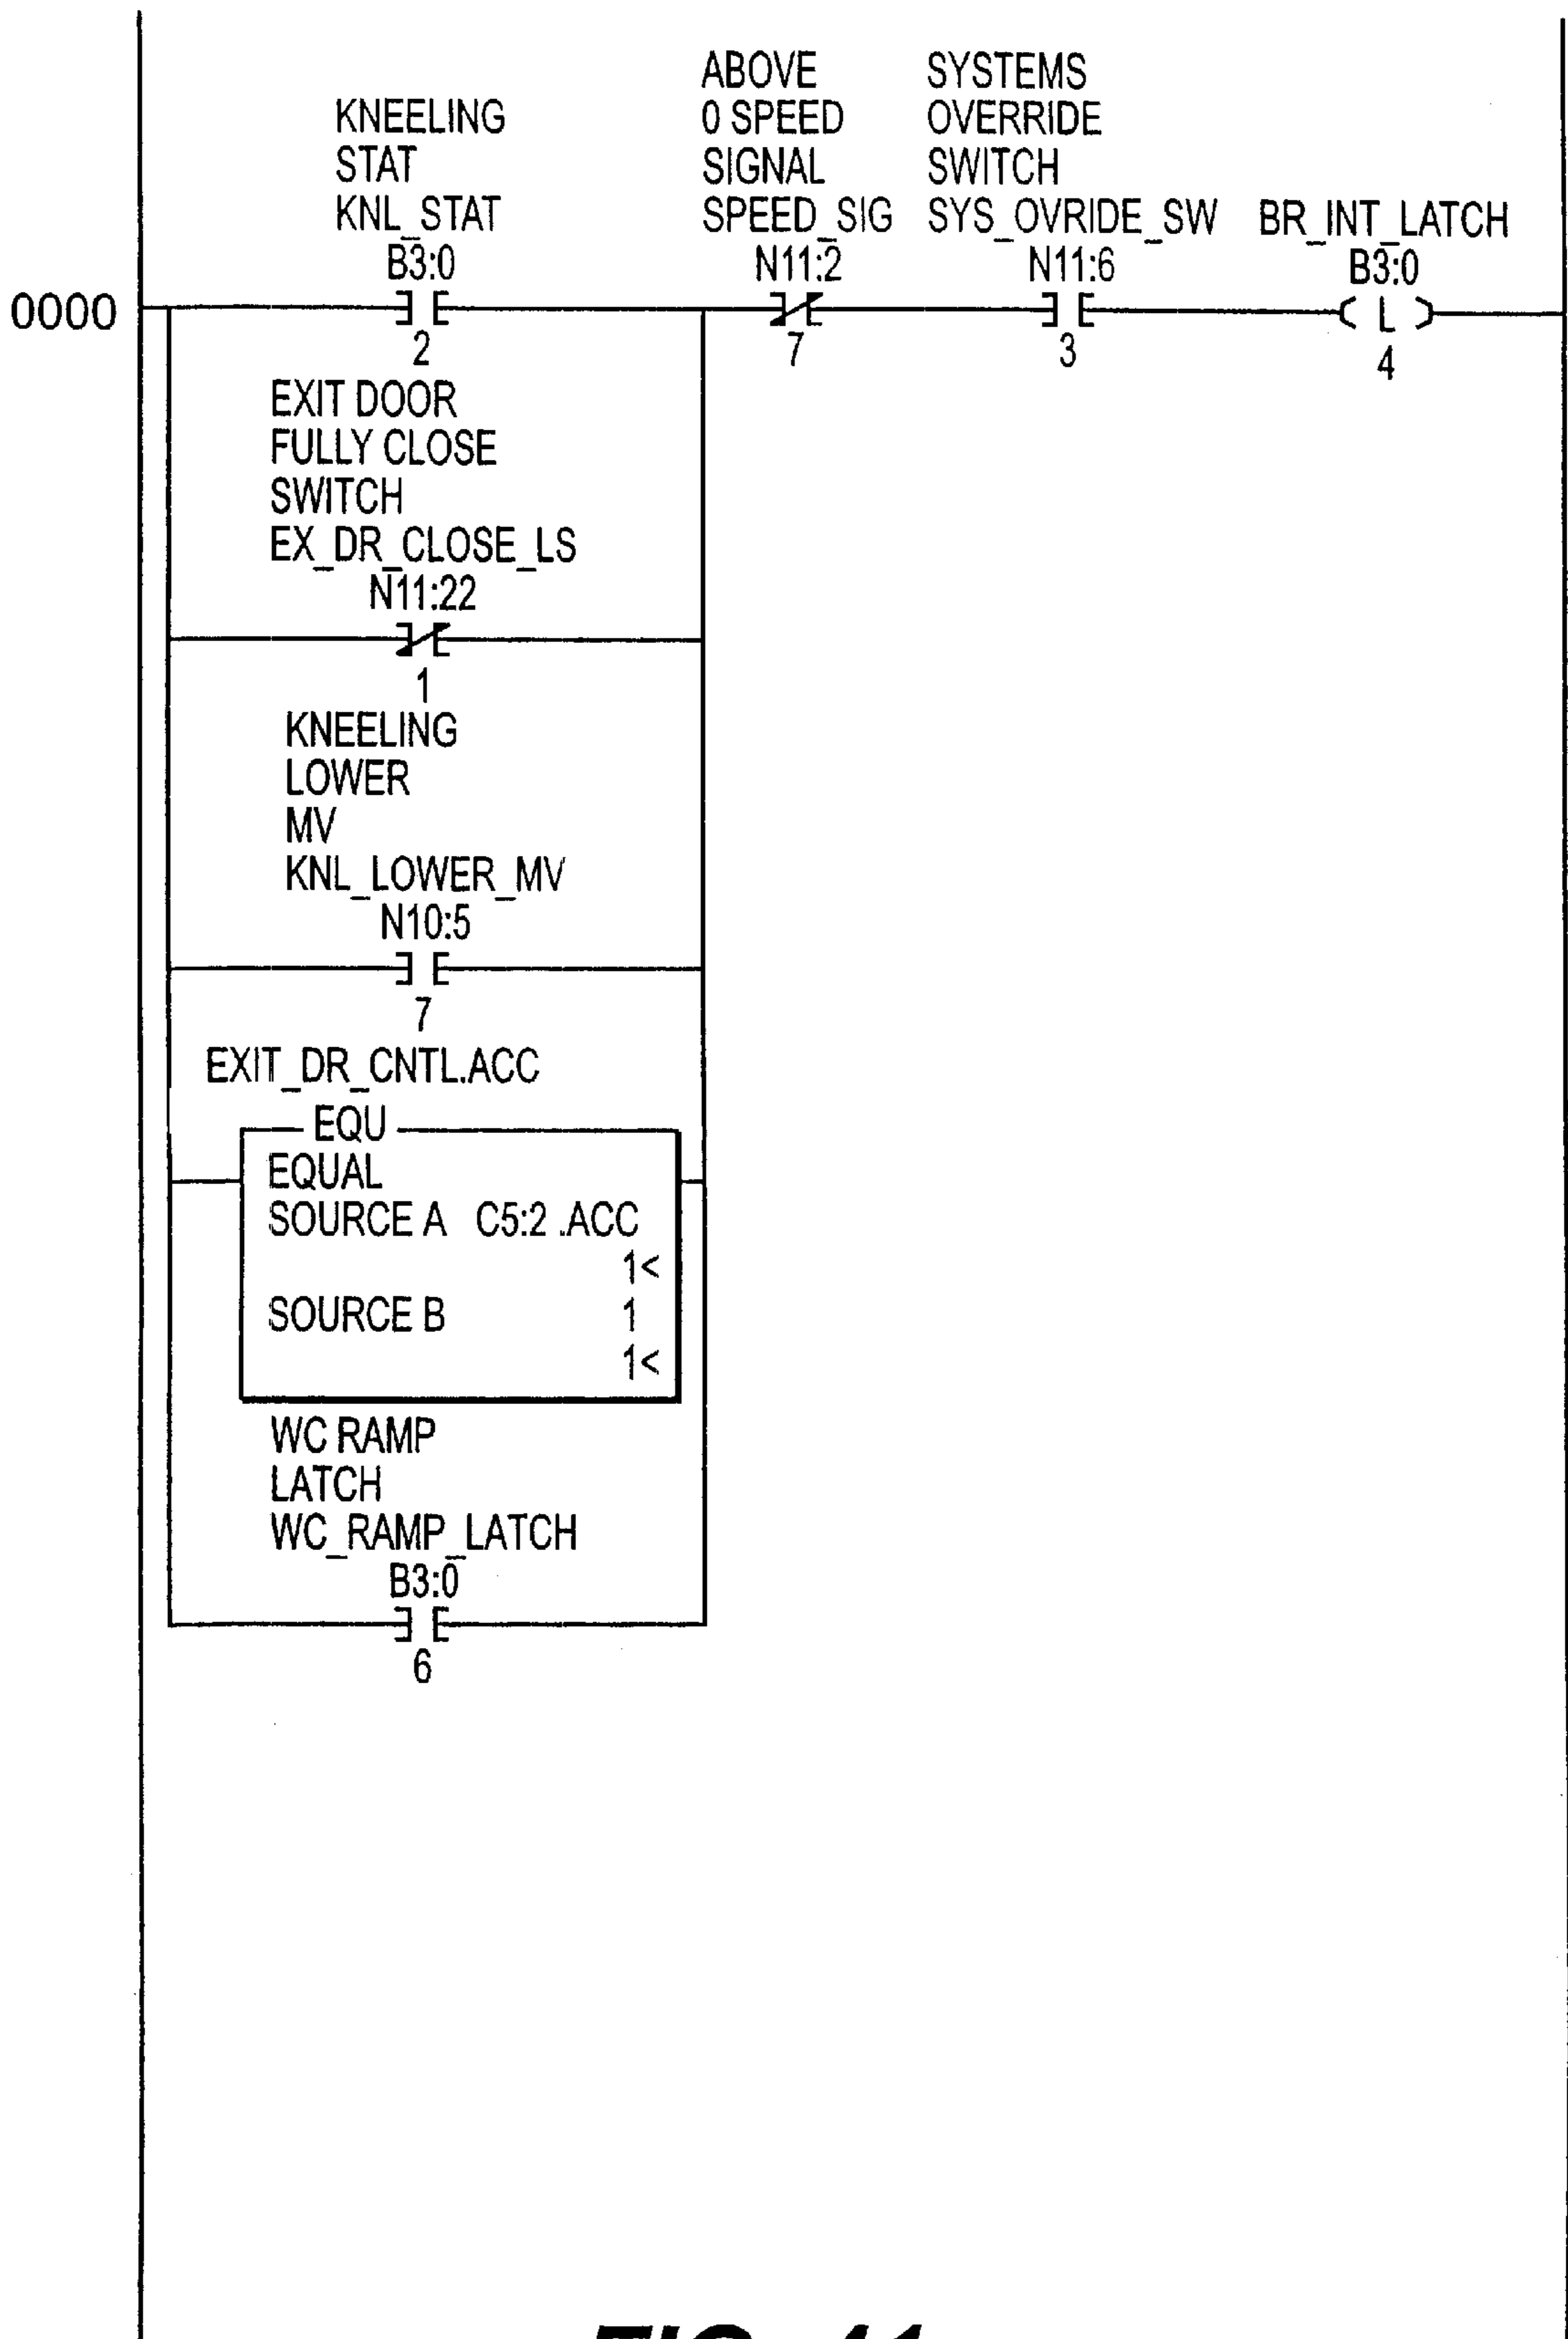 KNEELING
STAT
KNL_STAT
B3:0
2
ABOVE
0 SPEED
SIGNAL
SPEED_SIG
N11:2
7
SYSTEMS
OVERRIDE
SWITCH
SYS_OVRIDE_SW
N11:6
3
BR_INT_LATCH
B3:0
L
4
0000
EXIT DOOR
FULLY CLOSE
SWITCH
EX_DR_CLOSE_LS
N11:22
1
KNEELING
LOWER
MV
KNL_LOWER_MV
N10:5
7
EXIT_DR_CNTL.ACC
EQU
EQUAL
SOURCE A C5:2 .ACC
1<
SOURCE B 1
1<
WC RAMP
LATCH
WC_RAMP_LATCH
B3:0
6